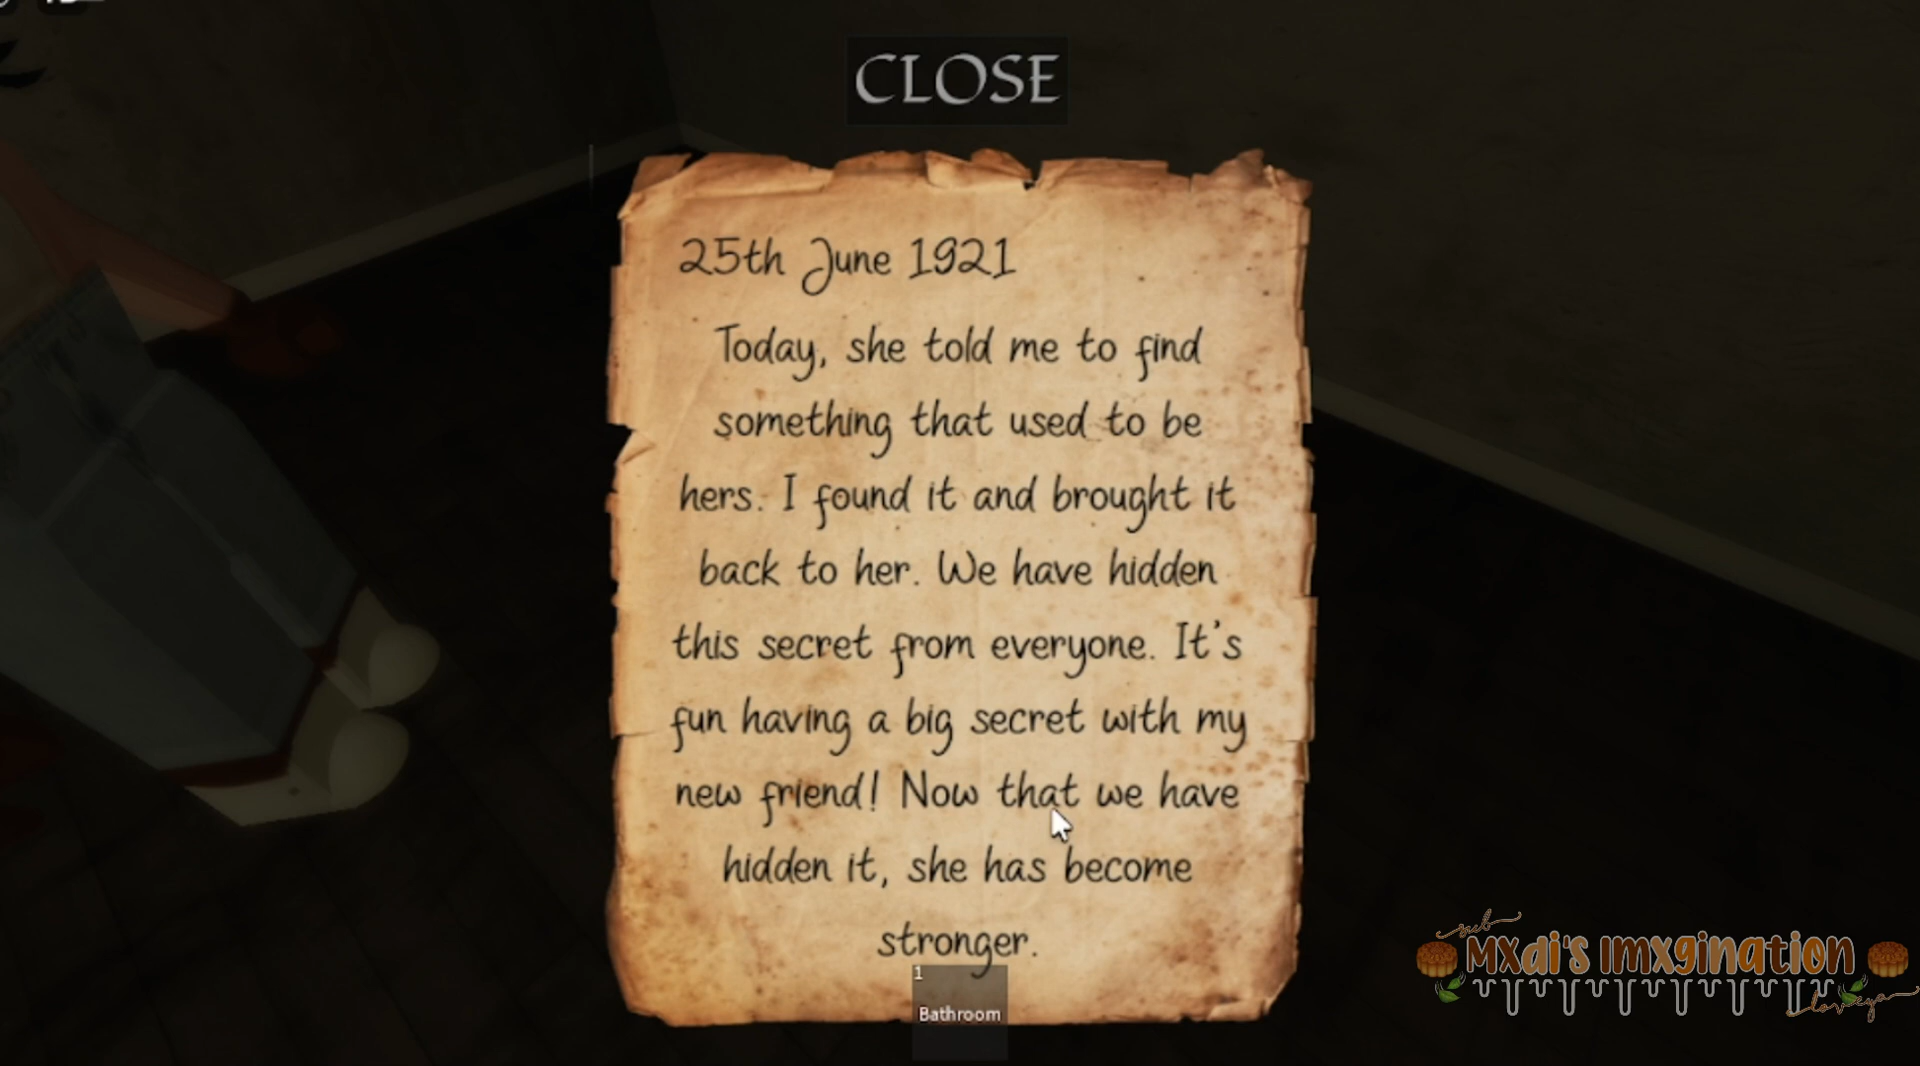 CLOSE
25th June 1921
Today, she told me to find
something that used to be
hers. I found it and brought it
back to her. We have hidden
this secret from everyone. It's
fun having a big secret with my
new friend! Now that we have
hidden it, she has become
stronger.
1
Bathroom
sub
MXdi's IMXgination